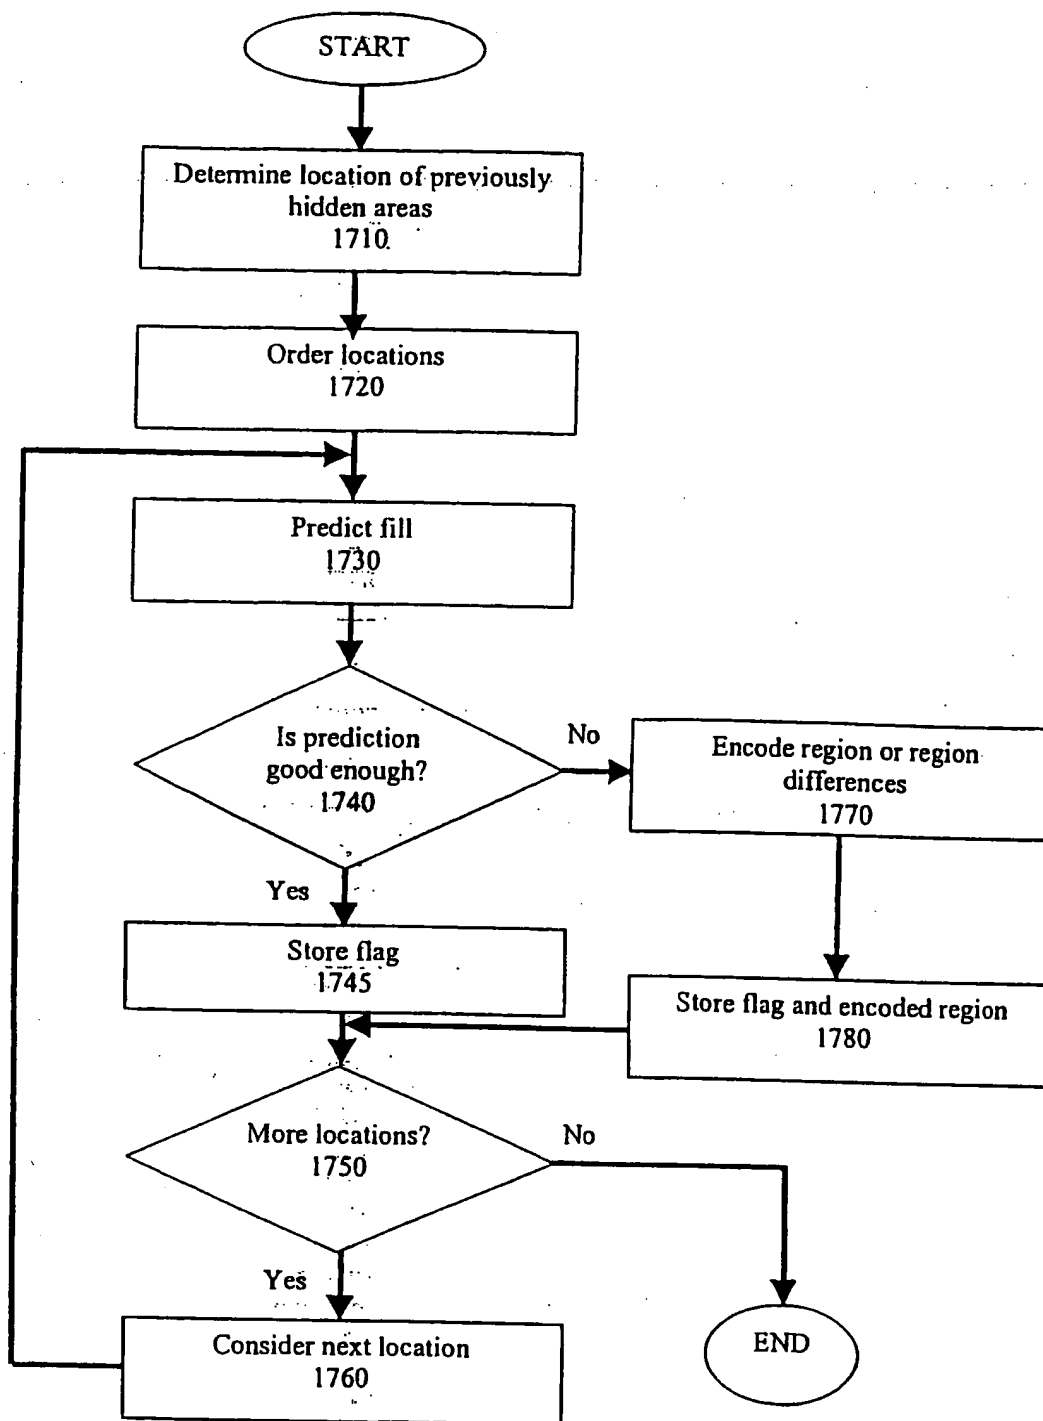 START
Determine location of previously
hidden areas
1710
Order locations
1720
Predict fill
1730
Is prediction
good enough?
1740
No
Encode region or region
differences
1770
Yes
Store flag
1745
Store flag and encoded region
1780
More locations?
1750
No
Yes
Consider next location
1760
END